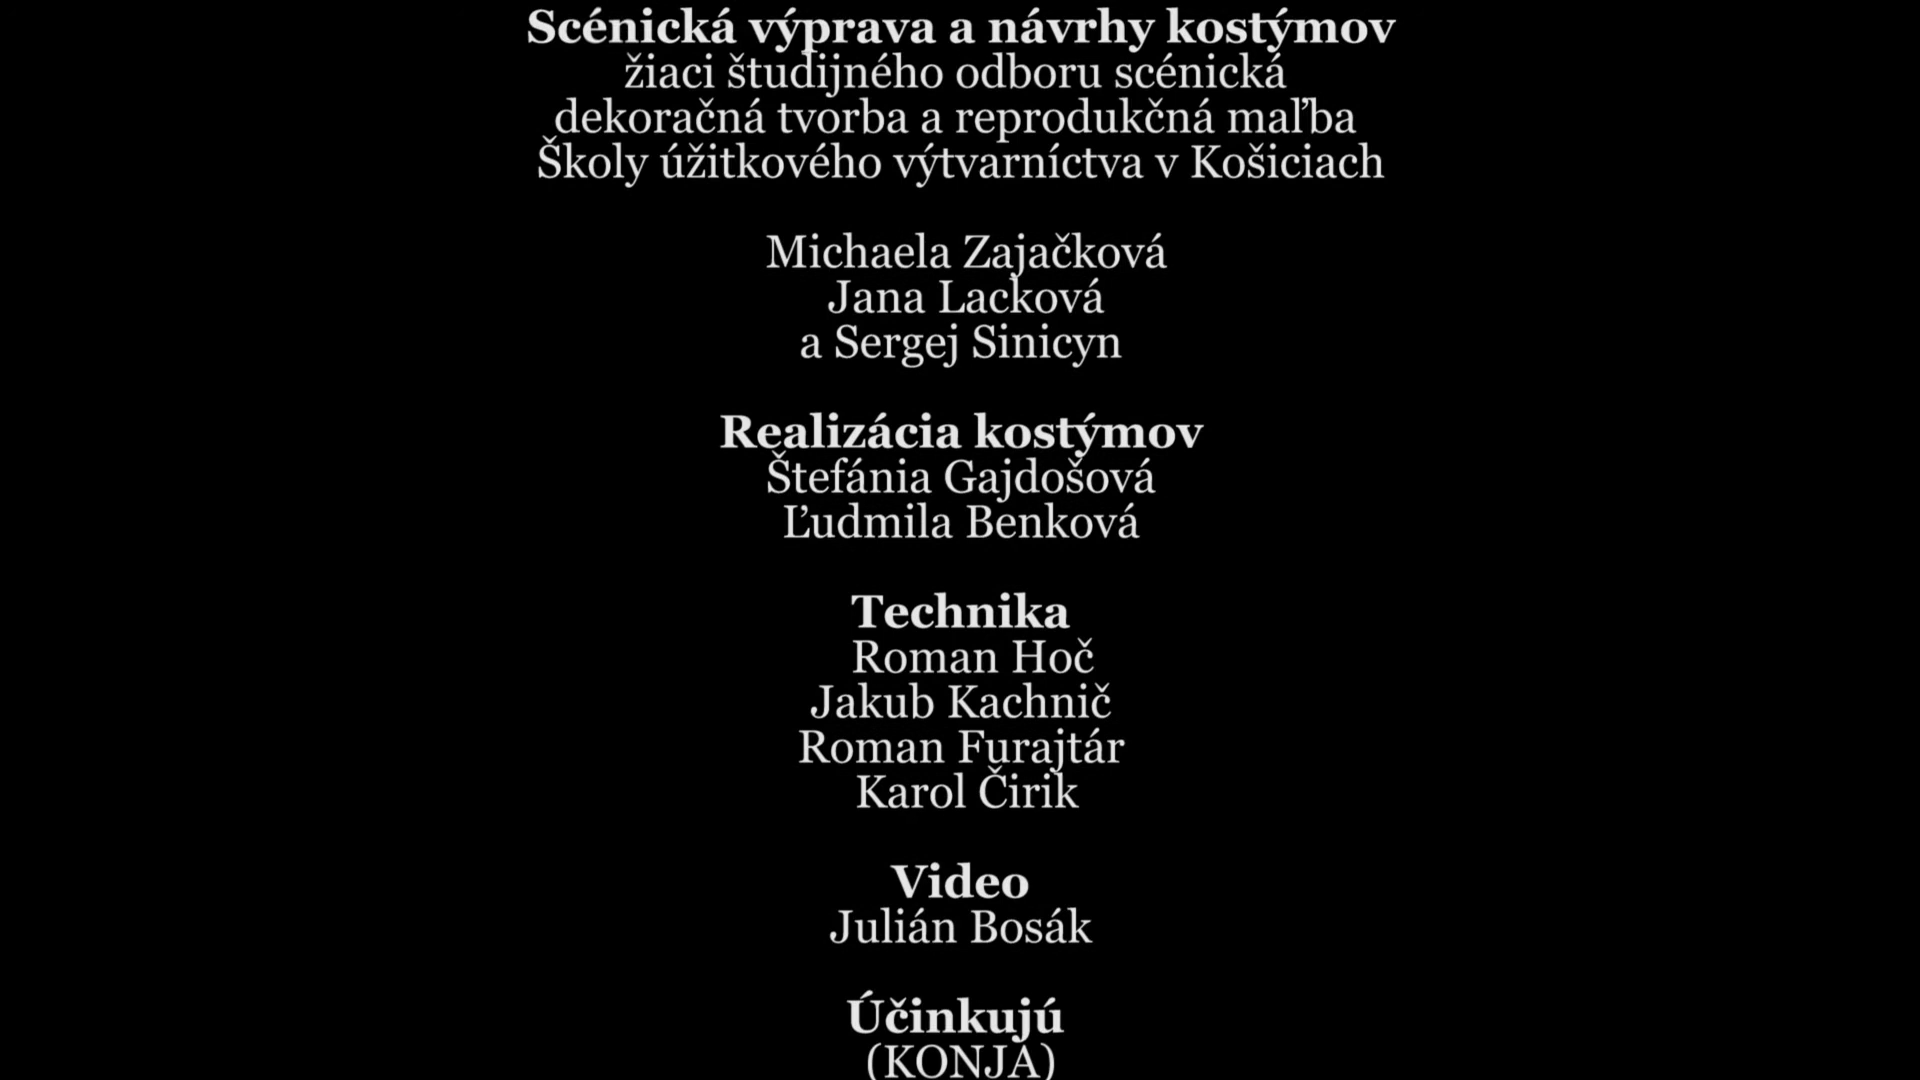 Scénická výprava a návrhy kostýmov
žiaci študijného odboru scénická
dekoračná tvorba a reprodukčná maľba
Školy úžitkového výtvarníctva v Košiciach
Michaela Zajačková
Jana Lacková
a Sergej Sinicyn
Realizácia kostýmov
Štefánia Gajdošová
Ľudmila Benková
Technika
Roman Hoč
Jakub Kachnič
Roman Furajtár
Karol Čirik
Video
Julián Bosák
Účinkujú
(KONJA)